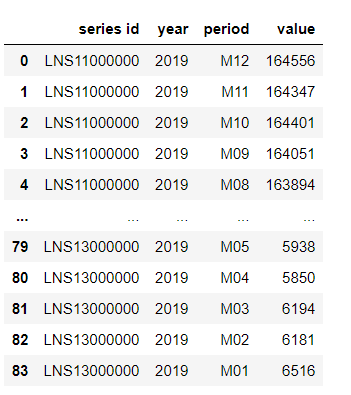 series id year period value
0 LNS11000000 2019 M12 164556
1 LNS11000000 2019 M11 164347
2 LNS11000000 2019 M10 164401
3 LNS11000000 2019 M09 164051
4 LNS11000000 2019 M08 163894
... ... ... ... ...
79 LNS13000000 2019 M05 5938
80 LNS13000000 2019 M04 5850
81 LNS13000000 2019 M03 6194
82 LNS13000000 2019 M02 6181
83 LNS13000000 2019 M01 6516